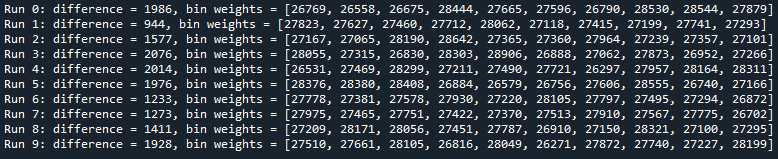 Run 0: difference = 1986, bin weights = [26769, 26558, 26675, 28444, 27665, 27596, 26790, 28530, 28544, 27879]
Run 1: difference = 944, bin weights = [27823, 27627, 27460, 27712, 28062, 27118, 27415, 27199, 27741, 27293]
Run 2: difference = 1577, bin weights = [27167, 27065, 28190, 28642, 27365, 27360, 27964, 27239, 27357, 27101]
Run 3: difference = 2076, bin weights = [28055, 27315, 26830, 28303, 28906, 26888, 27062, 27873, 26952, 27266]
Run 4: difference = 2014, bin weights = [26531, 27469, 28299, 27211, 27490, 27721, 26297, 27957, 28164, 28311]
Run 5: difference = 1976, bin weights = [28376, 28380, 28408, 26884, 26579, 26756, 27606, 28555, 26740, 27166]
Run 6: difference = 1233, bin weights = [27778, 27381, 27578, 27930, 27220, 28105, 27797, 27495, 27294, 26872]
Run 7: difference = 1273, bin weights = [27975, 27465, 27751, 27422, 27370, 27513, 27910, 27567, 27775, 26702]
Run 8: difference = 1411, bin weights = [27209, 28171, 28056, 27451, 27787, 26910, 27150, 28321, 27100, 27295]
Run 9: difference = 1928, bin weights = [27510, 27661, 28105, 26816, 28049, 26271, 27872, 27740, 27227, 28199]